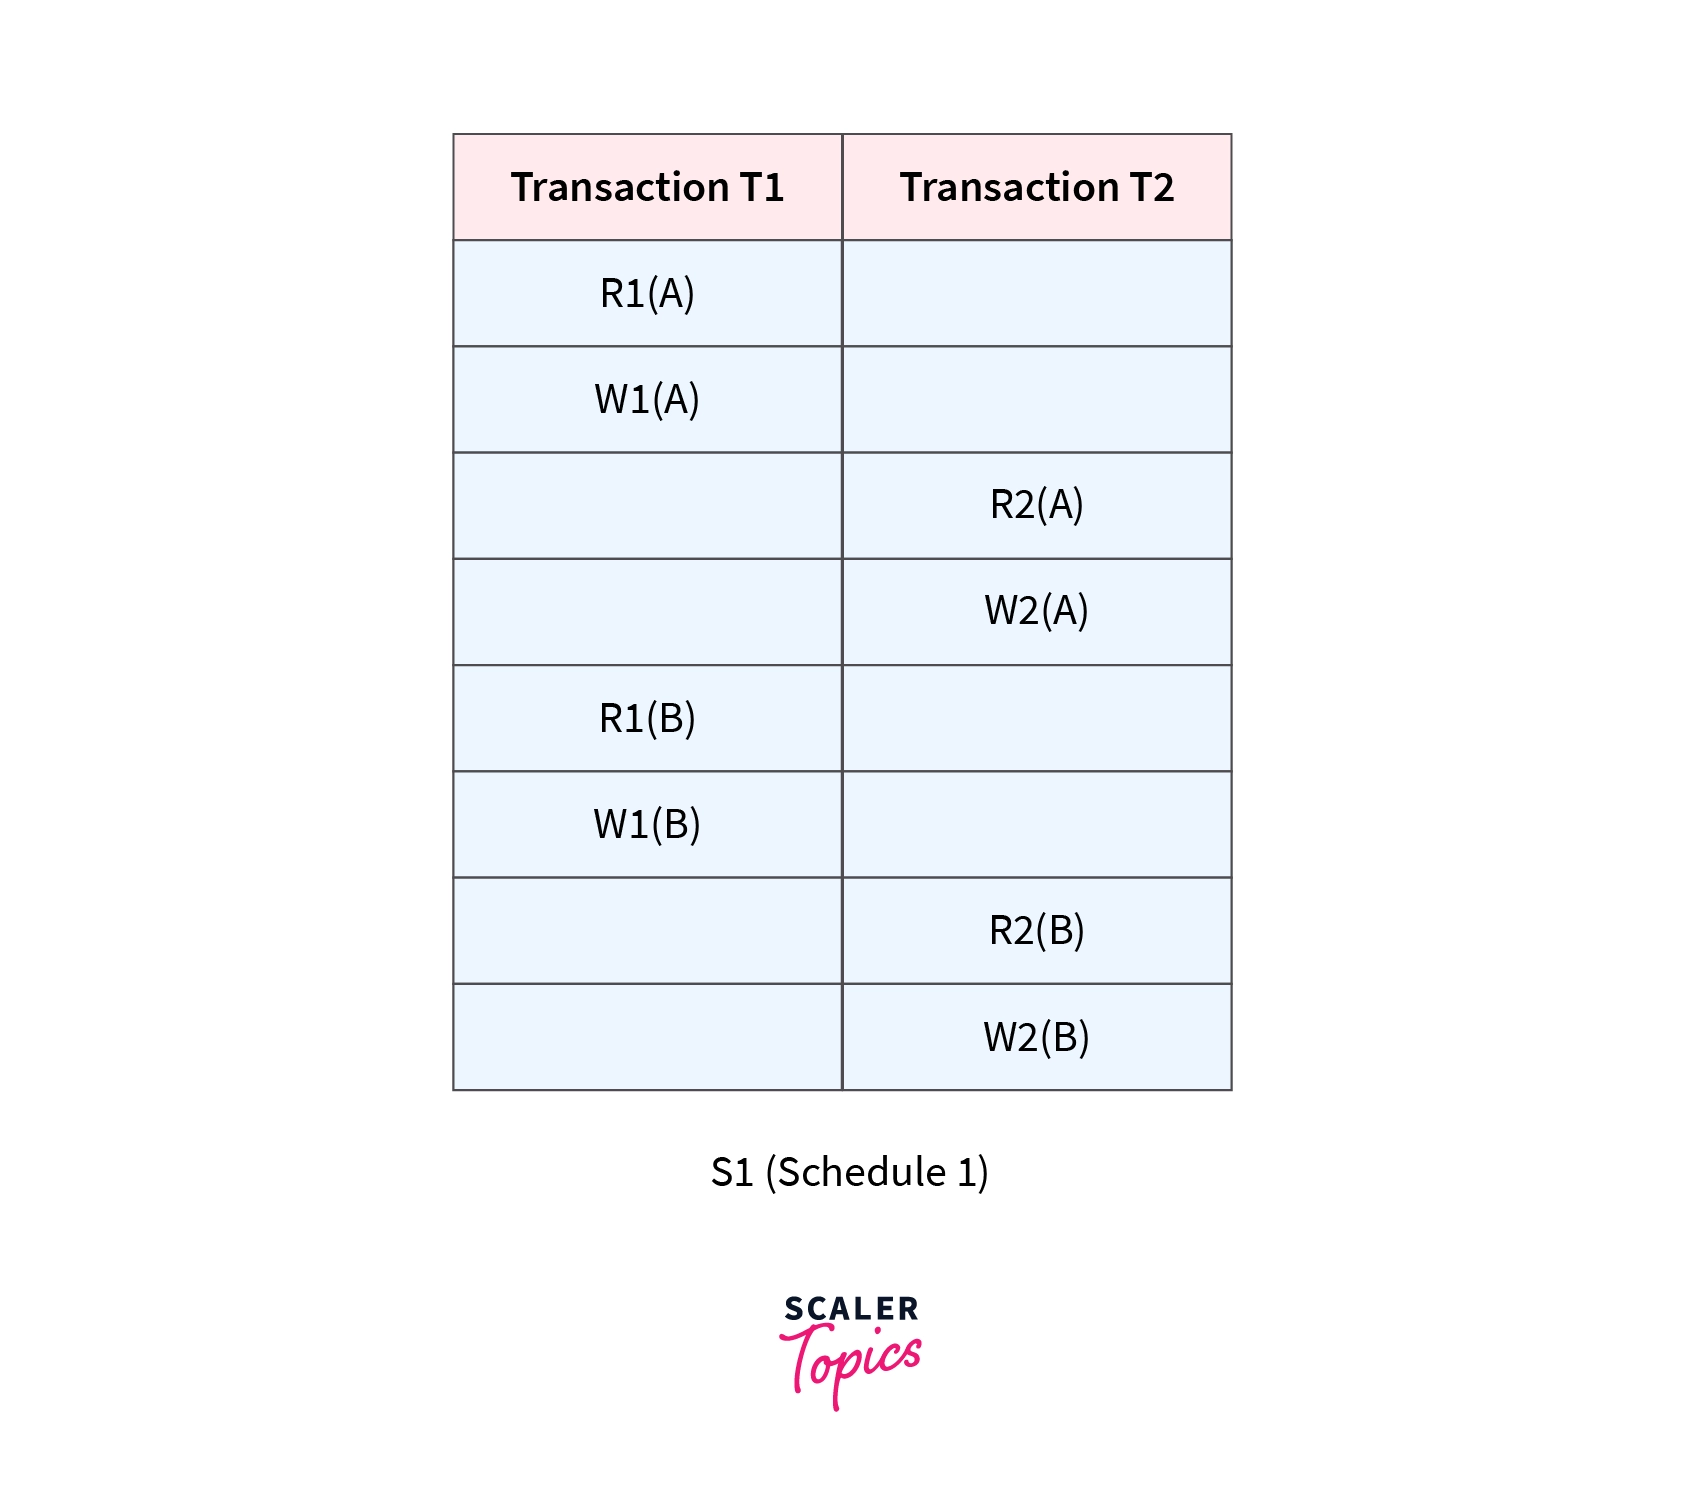 Transaction T1 Transaction T2
R1(A)
W1(A)
R2(A)
W2(A)
R1(B)
W1(B)
R2(B)
W2(B)
S1 (Schedule 1)
SCALER
Topics